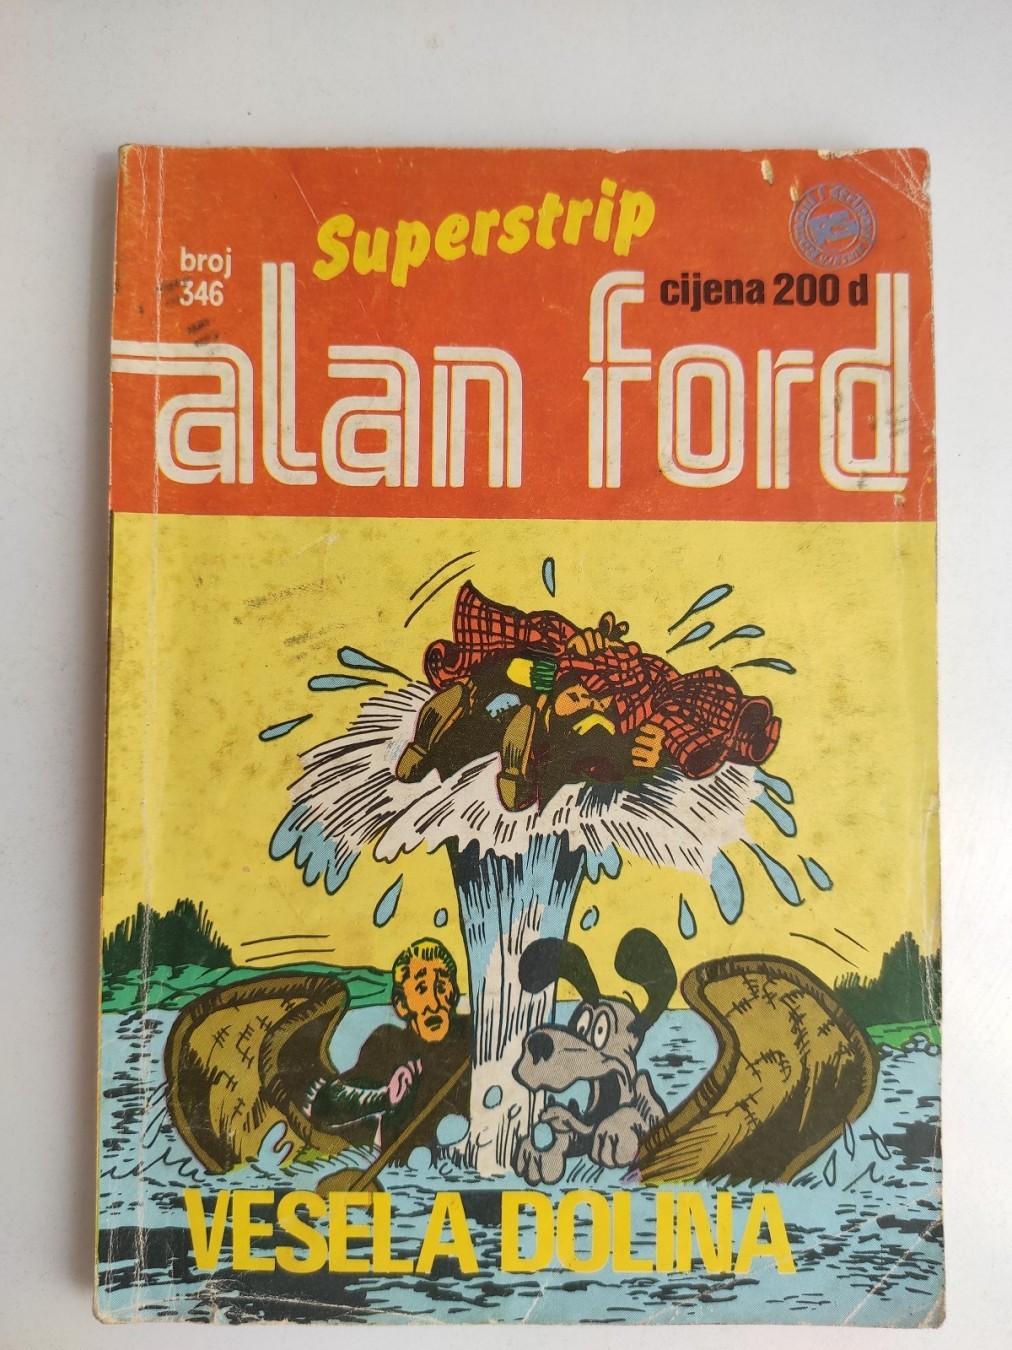 Superstrip
broj
346
cijena 200 d
alan ford
VESELA DOLINA